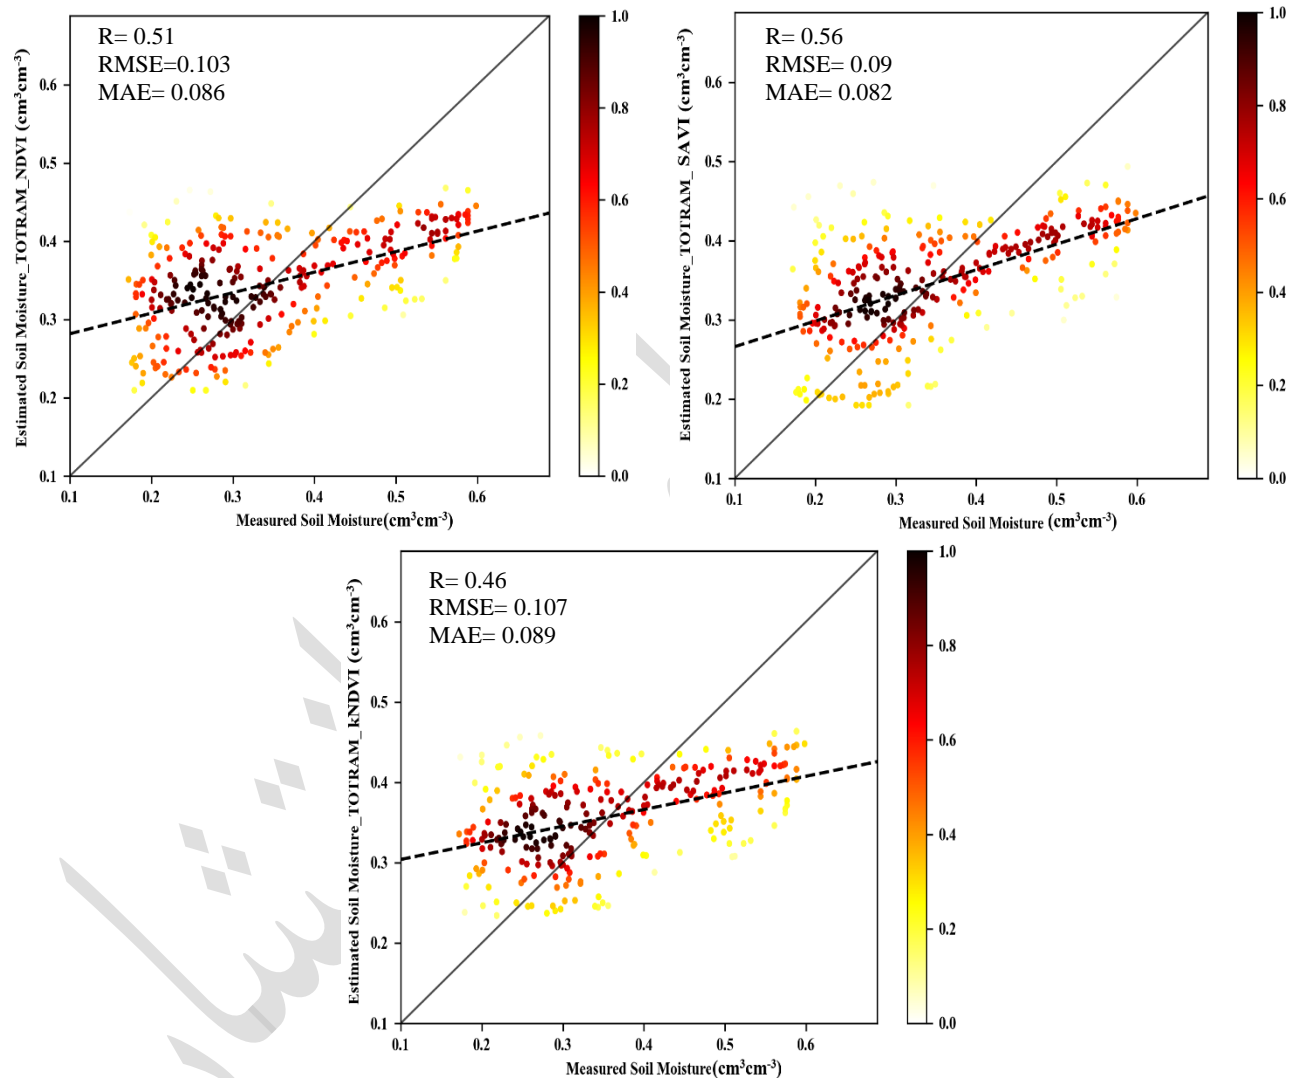 R= 0.51
RMSE=0.103
MAE= 0.086
Estimated Soil Moisture_TOTRAM_NDVI (cm³cm⁻³)
0.6
0.5
0.4
0.3
0.2
0.1
0.1 0.2 0.3 0.4 0.5 0.6
Measured Soil Moisture(cm³cm⁻³)
1.0
0.8
0.6
0.4
0.2
0.0
R= 0.56
RMSE= 0.09
MAE= 0.082
Estimated Soil Moisture_TOTRAM_ SAVI (cm³cm⁻³)
0.6
0.5
0.4
0.3
0.2
0.1
0.1 0.2 0.3 0.4 0.5 0.6
Measured Soil Moisture (cm³cm⁻³)
1.0
0.8
0.6
0.4
0.2
0.0
R= 0.46
RMSE= 0.107
MAE= 0.089
Estimated Soil Moisture_TOTRAM_ kNDVI (cm³cm⁻³)
0.6
0.5
0.4
0.3
0.2
0.1
0.1 0.2 0.3 0.4 0.5 0.6
Measured Soil Moisture(cm³cm⁻³)
1.0
0.8
0.6
0.4
0.2
0.0